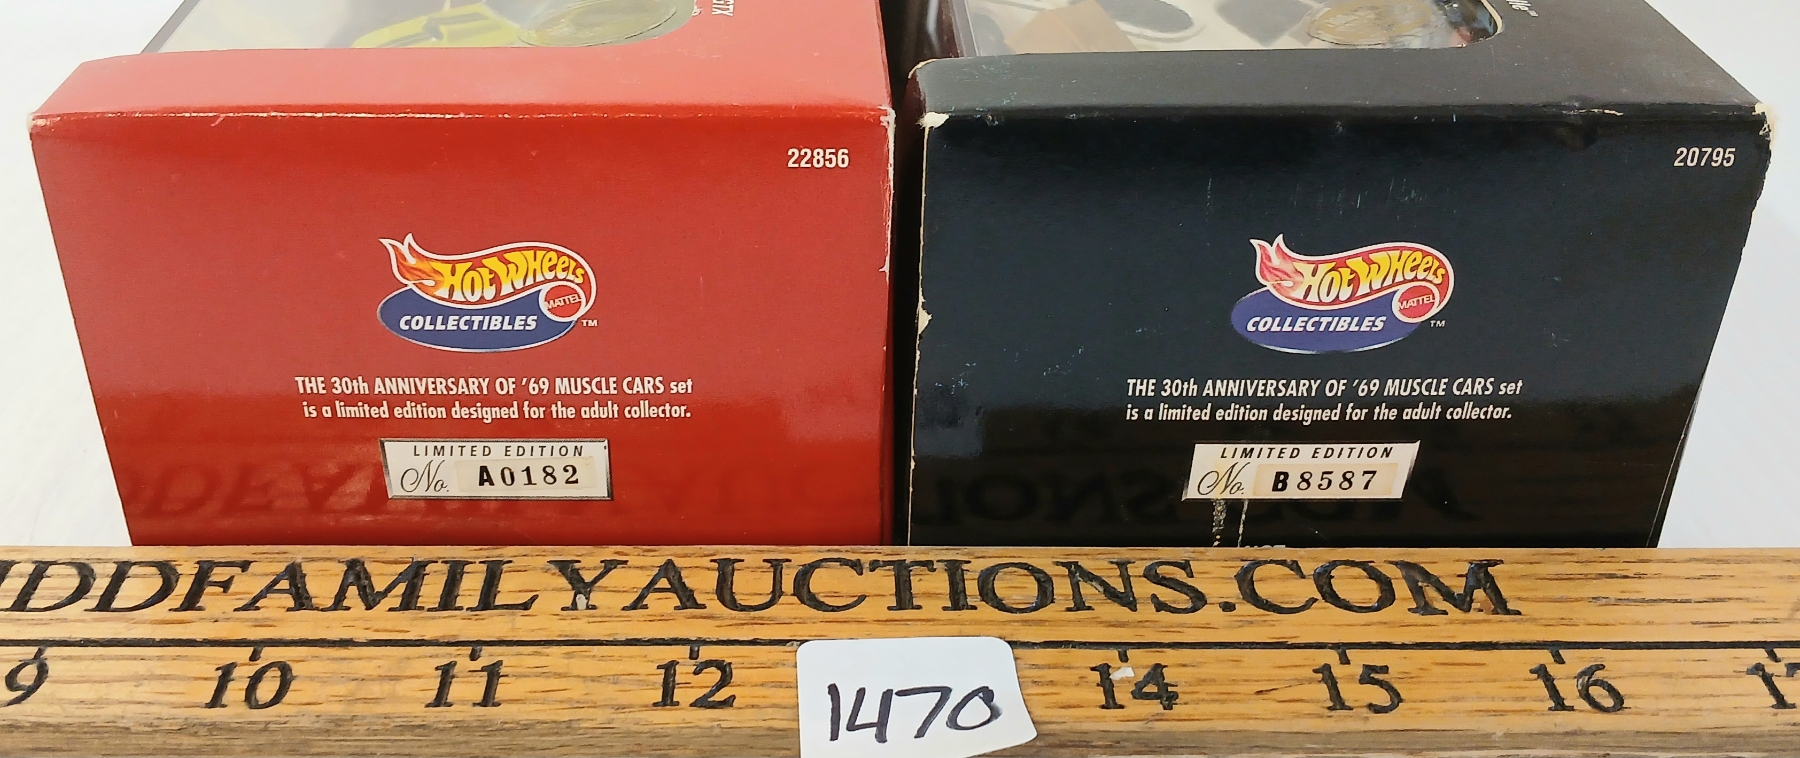 GTX
22856
20795
HOT WHEELS
MATTEL
COLLECTIBLES TM
THE 30th ANNIVERSARY OF '69 MUSCLE CARS set
is a limited edition designed for the adult collector.
LIMITED EDITION
No. A0182
HOT WHEELS
MATTEL
COLLECTIBLES TM
THE 30th ANNIVERSARY OF '69 MUSCLE CARS set
is a limited edition designed for the adult collector.
LIMITED EDITION
No. B8587
DDFAMILYAUCTIONS.COM
9 10 11 12 14 15 16
1470